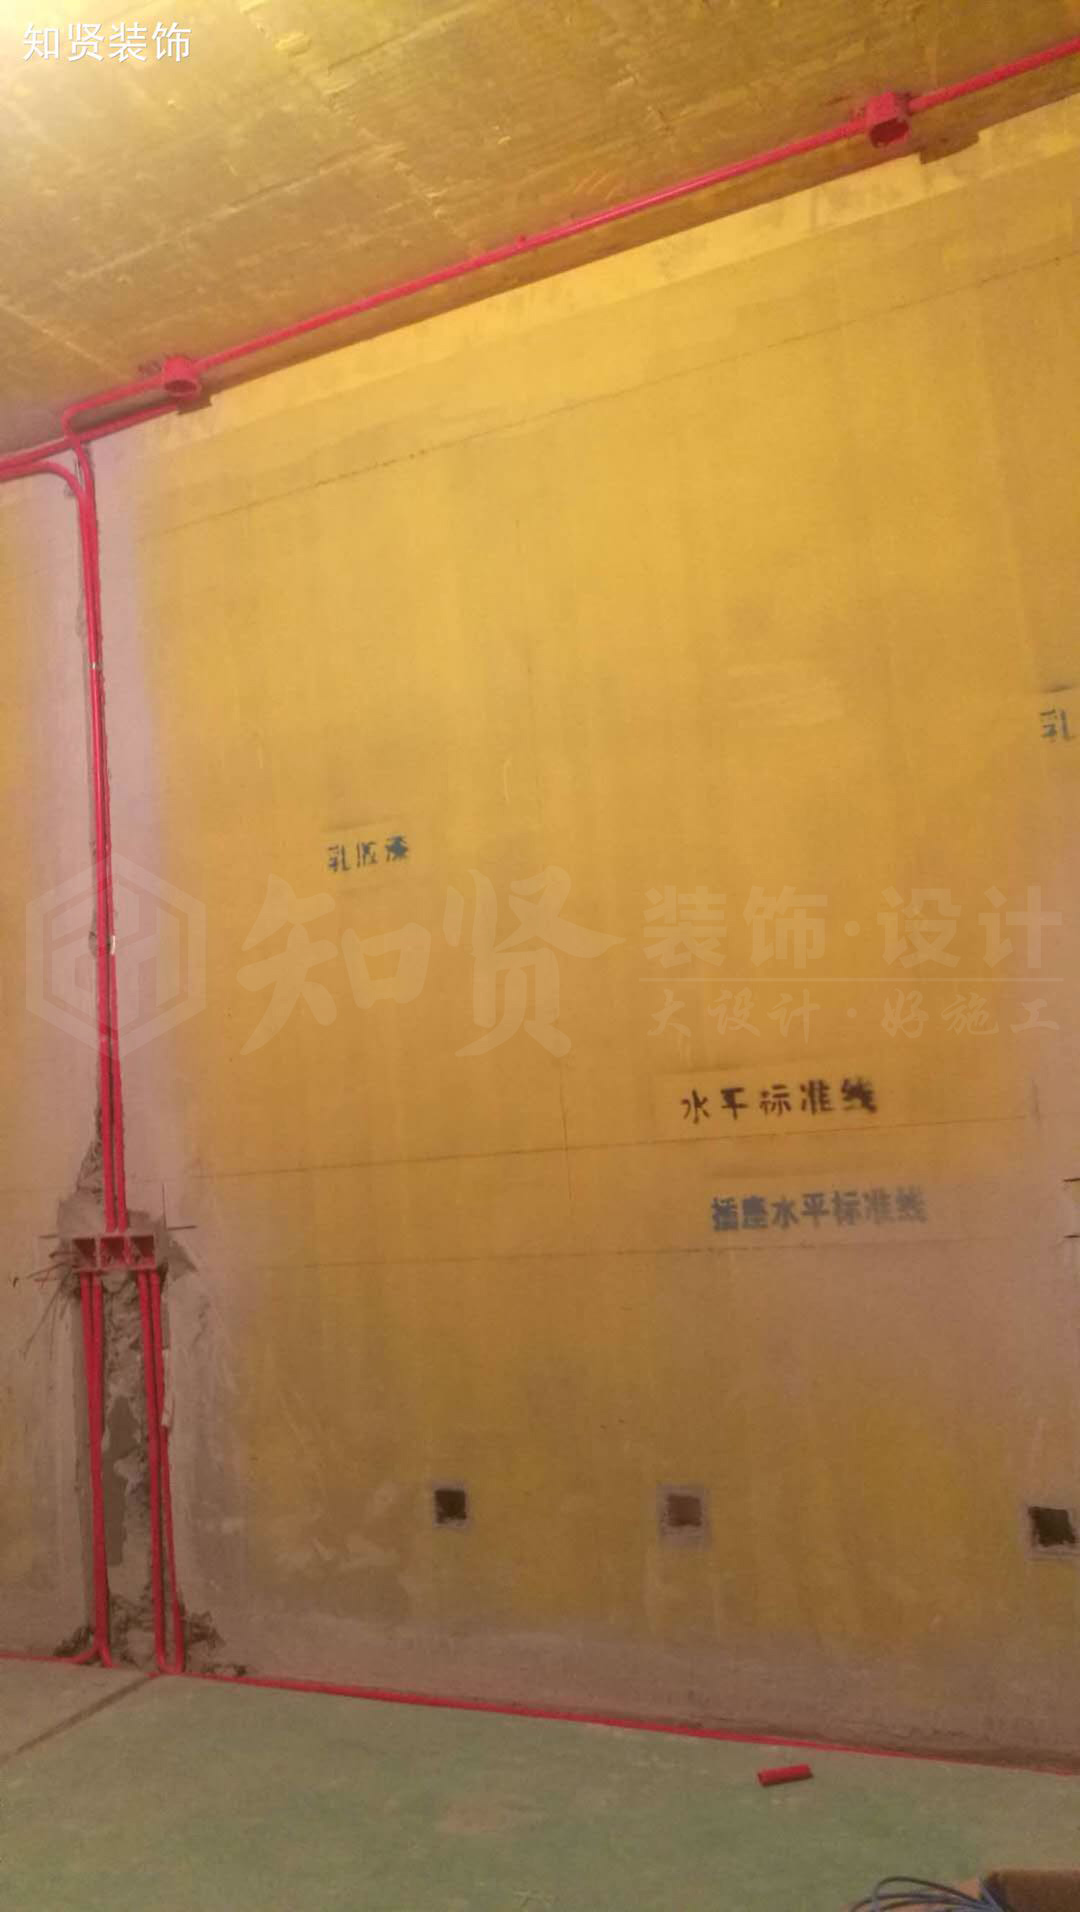 知贤装饰
乳
乳胶漆
知贤 装饰·设计
大设计·好施工
水平标准线
插座水平标准线